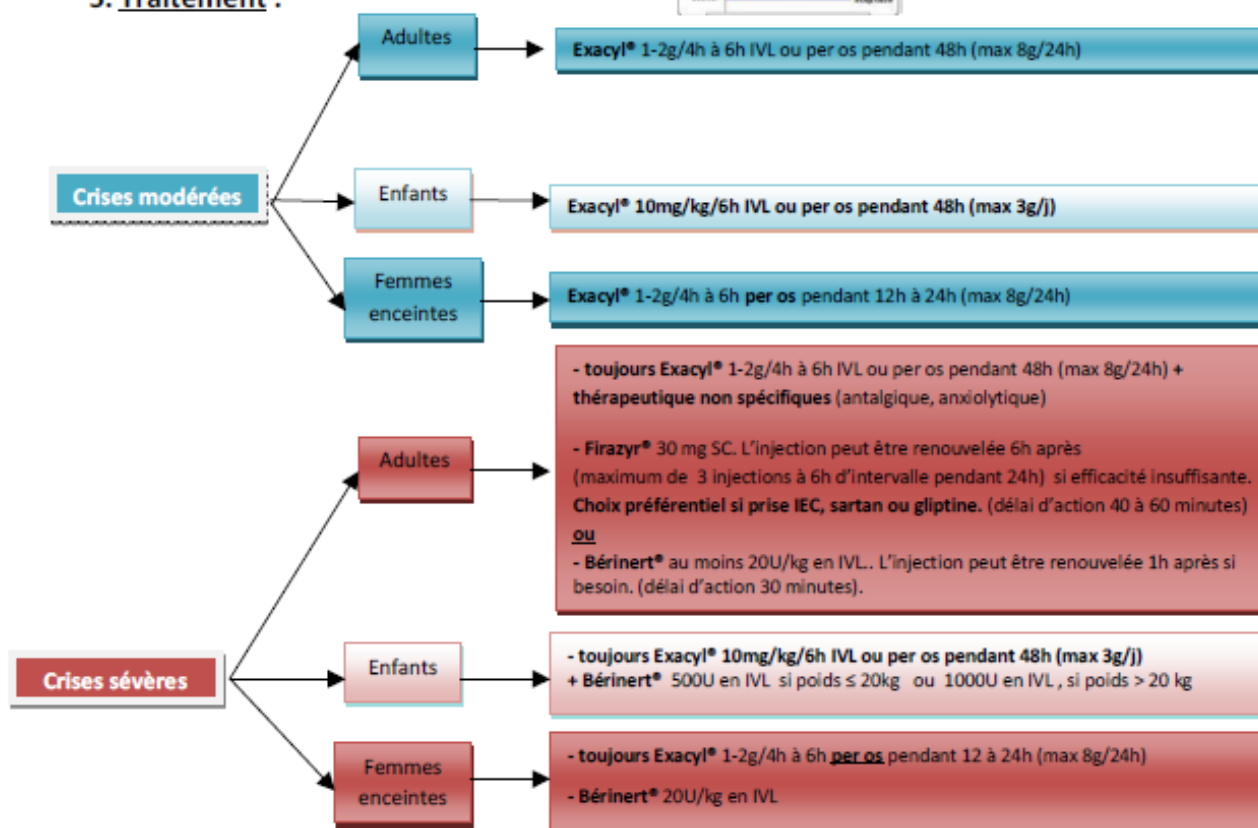 3. Traitement :
Adultes
Exacyl® 1-2g/4h à 6h IVL ou per os pendant 48h (max 8g/24h)
Crises modérées
Enfants
Exacyl® 10mg/kg/6h IVL ou per os pendant 48h (max 3g/j)
Femmes
enceintes
Exacyl® 1-2g/4h à 6h per os pendant 12h à 24h (max 8g/24h)
Adultes
- toujours Exacyl® 1-2g/4h à 6h IVL ou per os pendant 48h (max 8g/24h) +
thérapeutique non spécifiques (antalgique, anxiolytique)
- Firazyr® 30 mg SC. L'injection peut être renouvelée 6h après
(maximum de 3 injections à 6h d'intervalle pendant 24h) si efficacité insuffisante.
Choix préférentiel si prise IEC, sartan ou gliptine. (délai d'action 40 à 60 minutes)
ou
- Bérinert® au moins 20U/kg en IVL.. L'injection peut être renouvelée 1h après si
besoin. (délai d'action 30 minutes).
Crises sévères
Enfants
- toujours Exacyl® 10mg/kg/6h IVL ou per os pendant 48h (max 3g/j)
+ Bérinert® 500U en IVL si poids ≤ 20kg ou 1000U en IVL , si poids > 20 kg
Femmes
enceintes
- toujours Exacyl® 1-2g/4h à 6h per os pendant 12 à 24h (max 8g/24h)
- Bérinert® 20U/kg en IVL